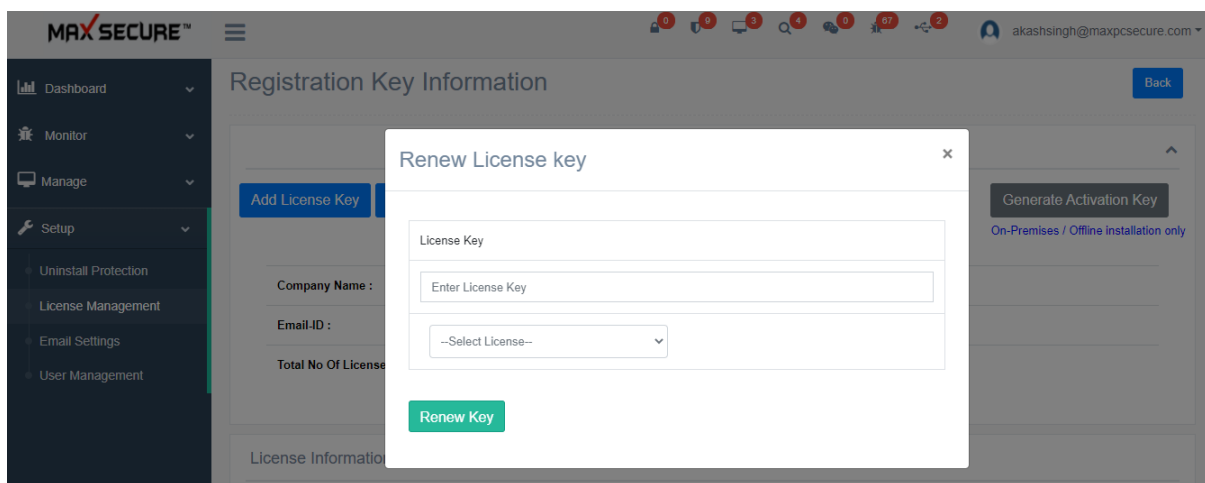 MAX SECURE™
0 9 3 4 0 67 2
akashsingh@maxpcsecure.com
Dashboard
Monitor
Manage
Setup
Uninstall Protection
License Management
Email Settings
User Management
Registration Key Information
Back
Add License Key
Generate Activation Key
On-Premises / Offline installation only
Company Name :
Email-ID :
Total No Of License
License Informatio
Renew License key
×
License Key
Enter License Key
--Select License--
Renew Key